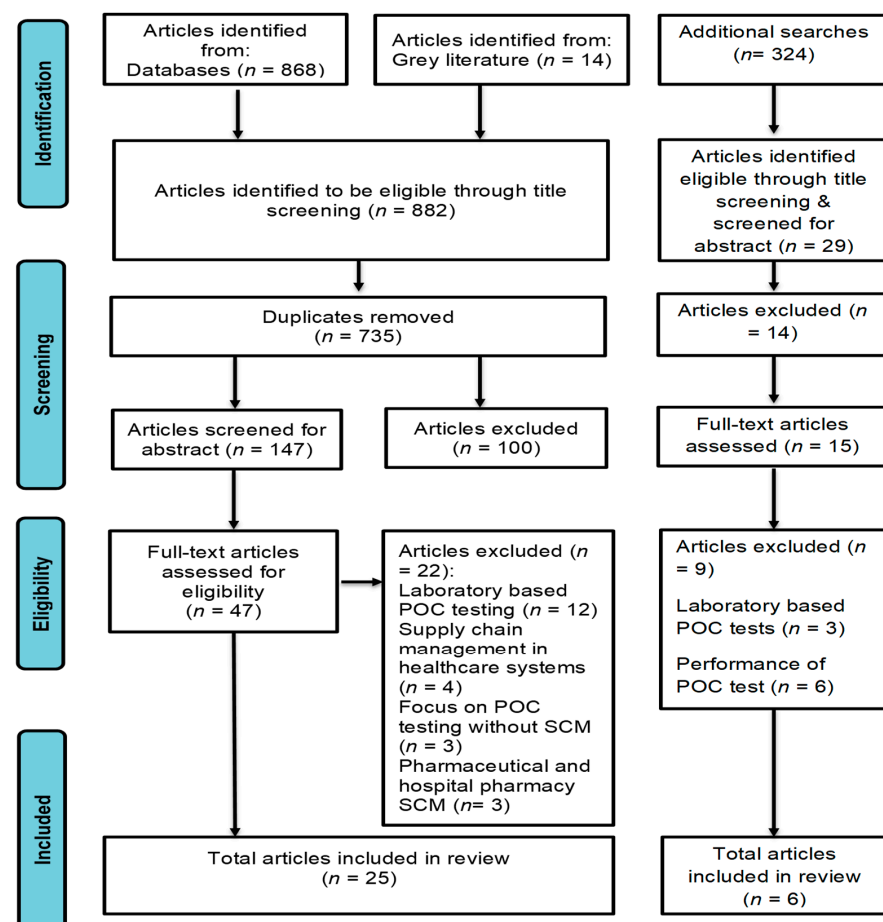 Identification
Articles identified
from:
Databases (n = 868)
Articles identified from:
Grey literature (n = 14)
Additional searches
(n= 324)
Articles identified to be eligible through title
screening (n = 882)
Articles identified
eligible through title
screening &
screened for
abstract (n = 29)
Screening
Duplicates removed
(n = 735)
Articles excluded (n
= 14)
Articles screened for
abstract (n = 147)
Articles excluded
(n = 100)
Full-text articles
assessed (n = 15)
Eligibility
Full-text articles
assessed for
eligibility
(n = 47)
Articles excluded (n
= 22):
Laboratory based
POC testing (n = 12)
Supply chain
management in
healthcare systems
(n = 4)
Focus on POC
testing without SCM
(n = 3)
Pharmaceutical and
hospital pharmacy
SCM (n= 3)
Articles excluded (n
= 9)
Laboratory based
POC tests (n = 3)
Performance of
POC test (n = 6)
Included
Total articles included in review
(n = 25)
Total articles
included in review
(n = 6)